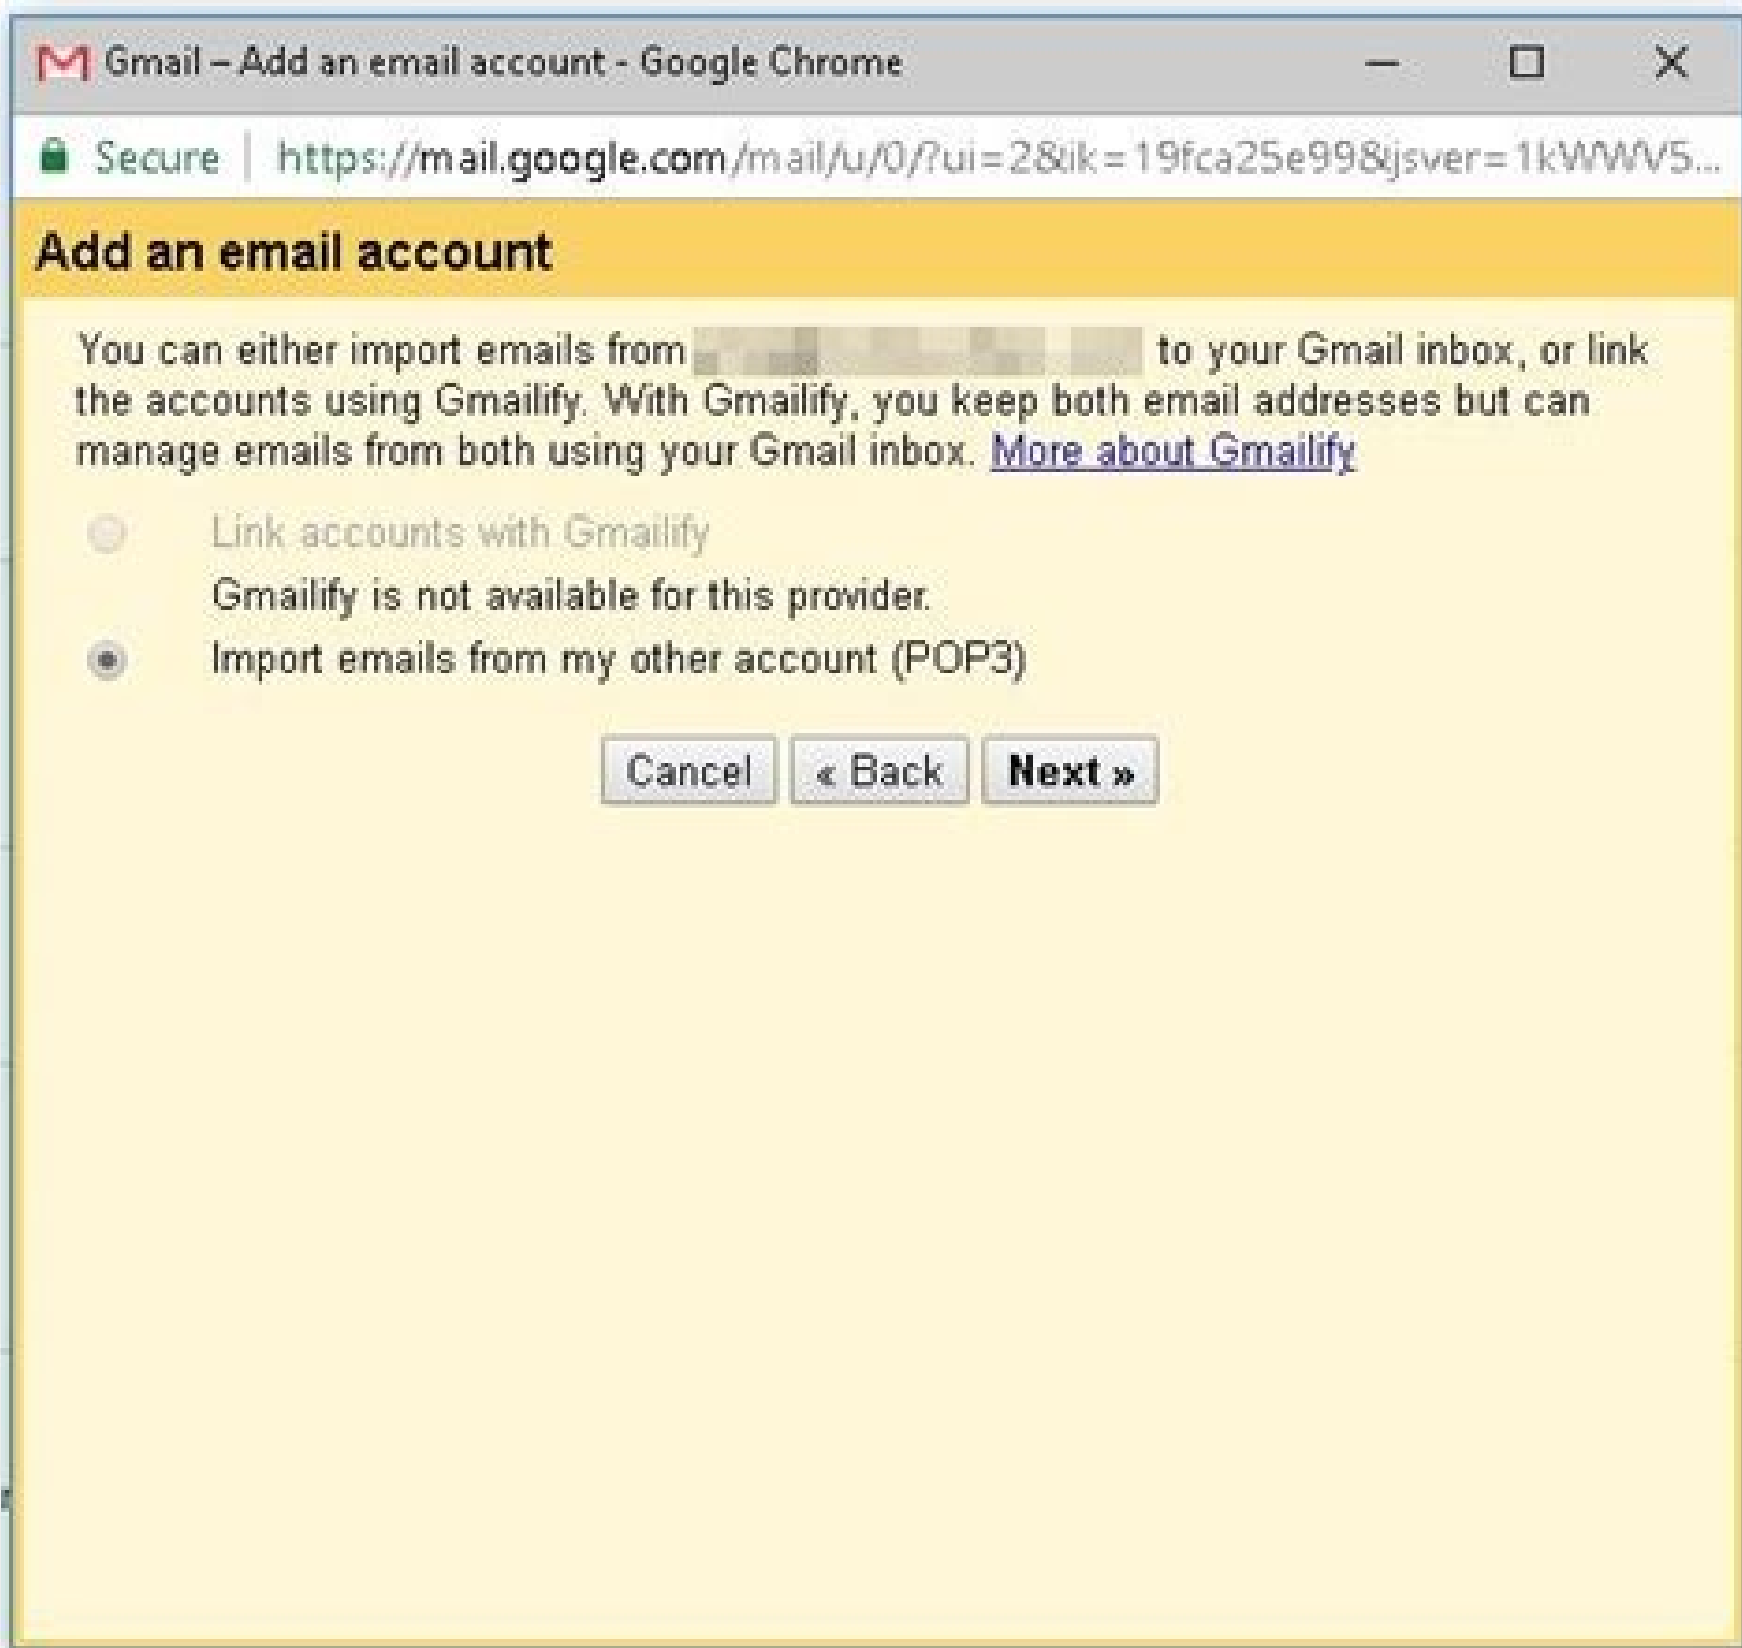 Gmail – Add an email account - Google Chrome
Secure | https://mail.google.com/mail/u/0/?ui=2&ik=19fca25e99&jsver=1kWWV5...
Add an email account
You can either import emails from to your Gmail inbox, or link
the accounts using Gmailify. With Gmailify, you keep both email addresses but can
manage emails from both using your Gmail inbox. More about Gmailify
Link accounts with Gmailify
Gmailify is not available for this provider.
Import emails from my other account (POP3)
Cancel « Back Next »